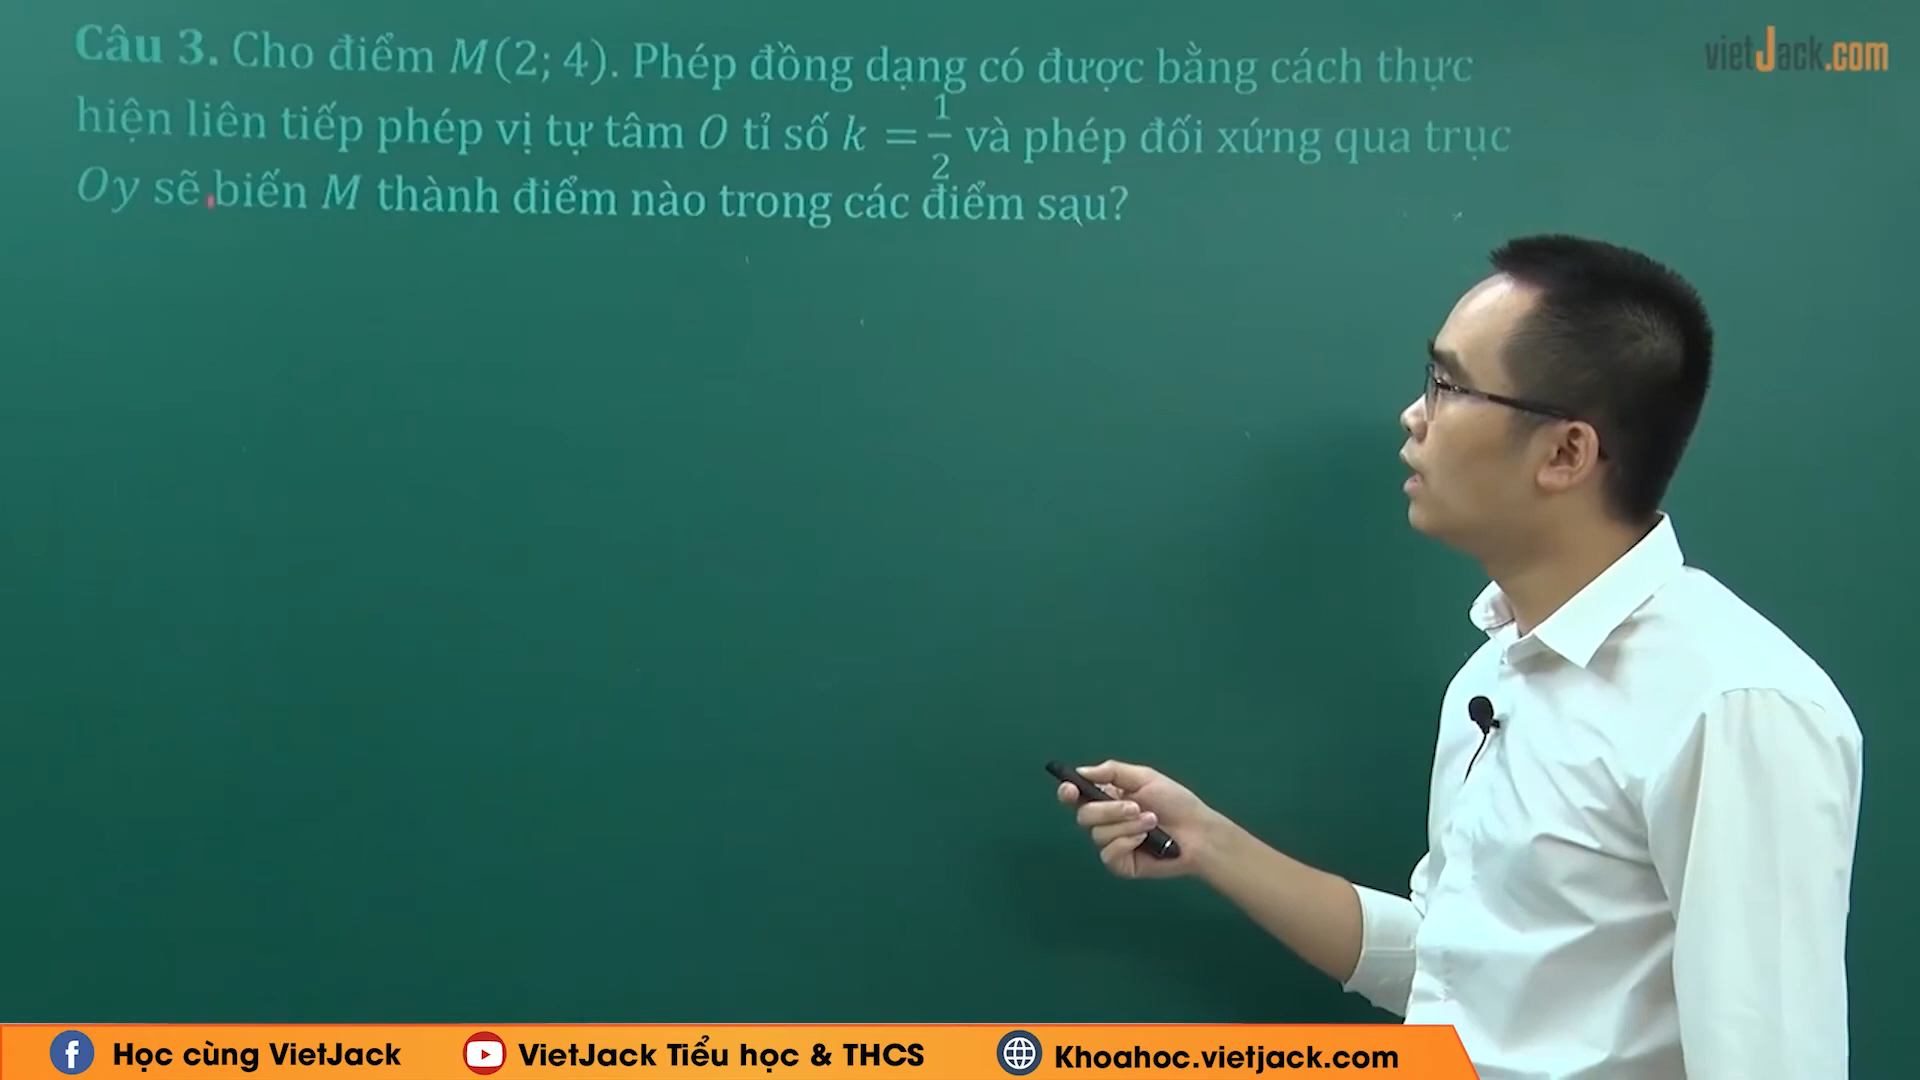 vietJack.com
Câu 3. Cho điểm M(2; 4). Phép đồng dạng có được bằng cách thực
hiện liên tiếp phép vị tự tâm O tỉ số k = 1/2 và phép đối xứng qua trục
Oy sẽ biến M thành điểm nào trong các điểm sau?
Học cùng VietJack
VietJack Tiểu học & THCS
Khoahoc.vietjack.com